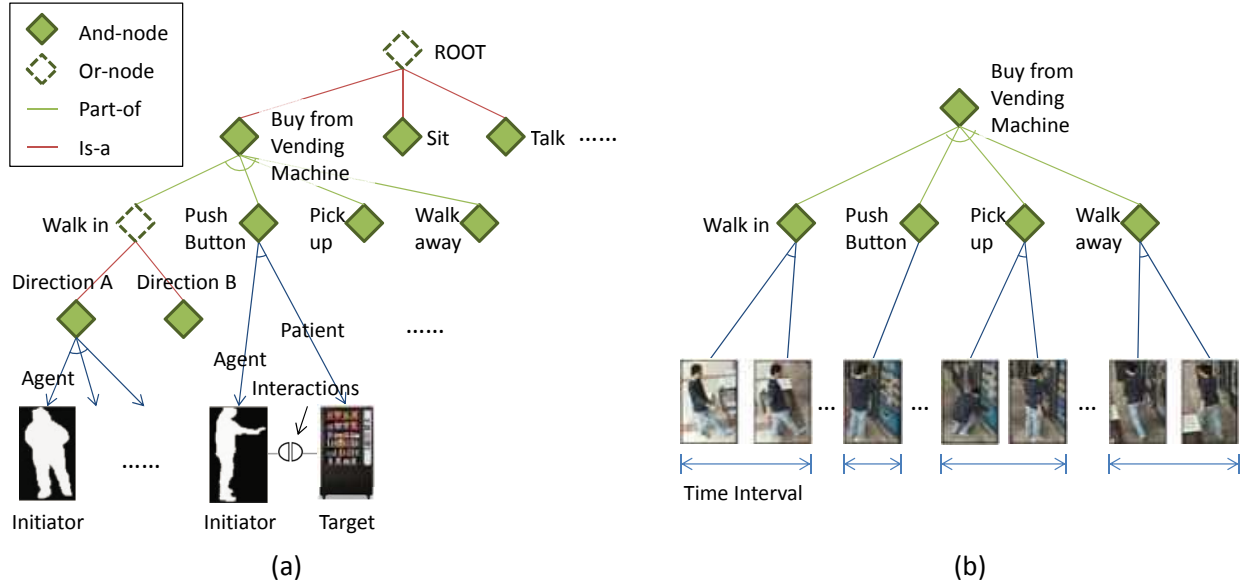 And-node
Or-node
Part-of
Is-a
ROOT
Buy from
Vending
Machine
Sit
Talk
......
Walk in
Push
Button
Pick
up
Walk
away
Direction A
Direction B
Agent
Agent
Patient
......
Interactions
......
Initiator
Initiator
Target
(a)
Buy from
Vending
Machine
Walk in
Push
Button
Pick
up
Walk
away
... ... ...
Time Interval
(b)